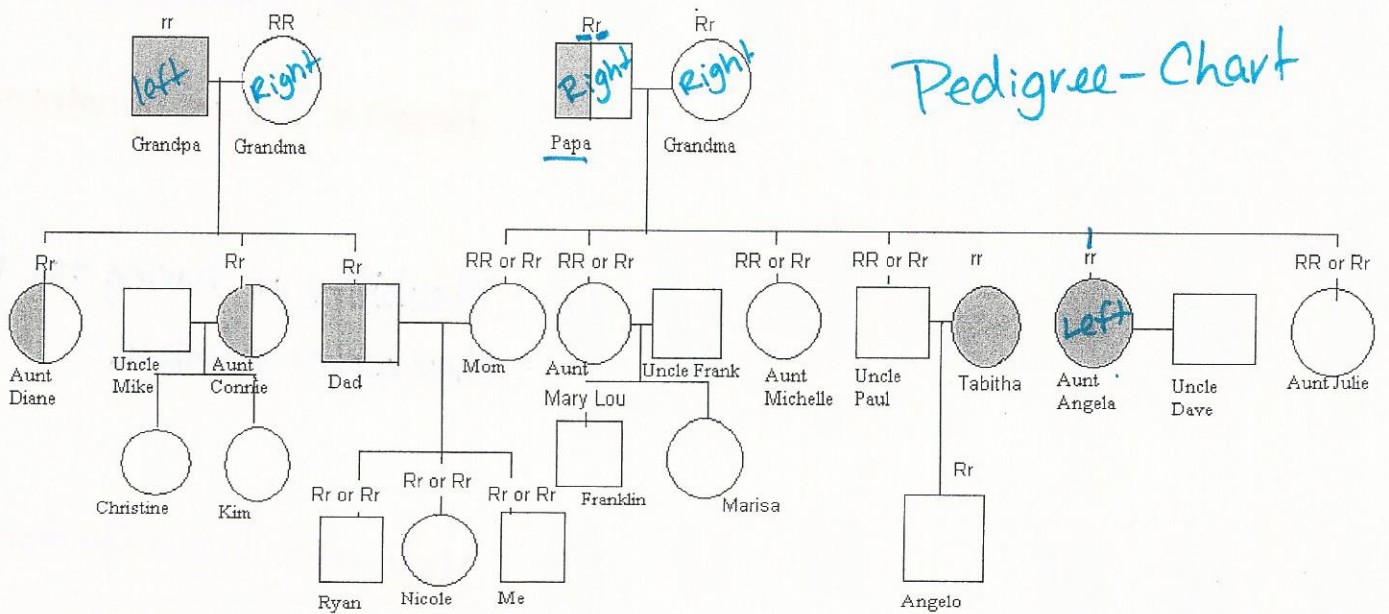 rr
RR
Rr
Rr
left
Right
Right
Right
Pedigree-Chart
Grandpa
Grandma
Papa
Grandma
Rr
Rr
Rr
RR or Rr
RR or Rr
RR or Rr
RR or Rr
rr
rr
RR or Rr
Left
Aunt
Diane
Uncle
Mike
Aunt
Connie
Dad
Mom
Aunt
Mary Lou
Uncle Frank
Aunt
Michelle
Uncle
Paul
Tabitha
Aunt
Angela
Uncle
Dave
Aunt Julie
Christine
Kim
Rr or Rr
Rr or Rr
Rr or Rr
Franklin
Marisa
Rr
Ryan
Nicole
Me
Angelo